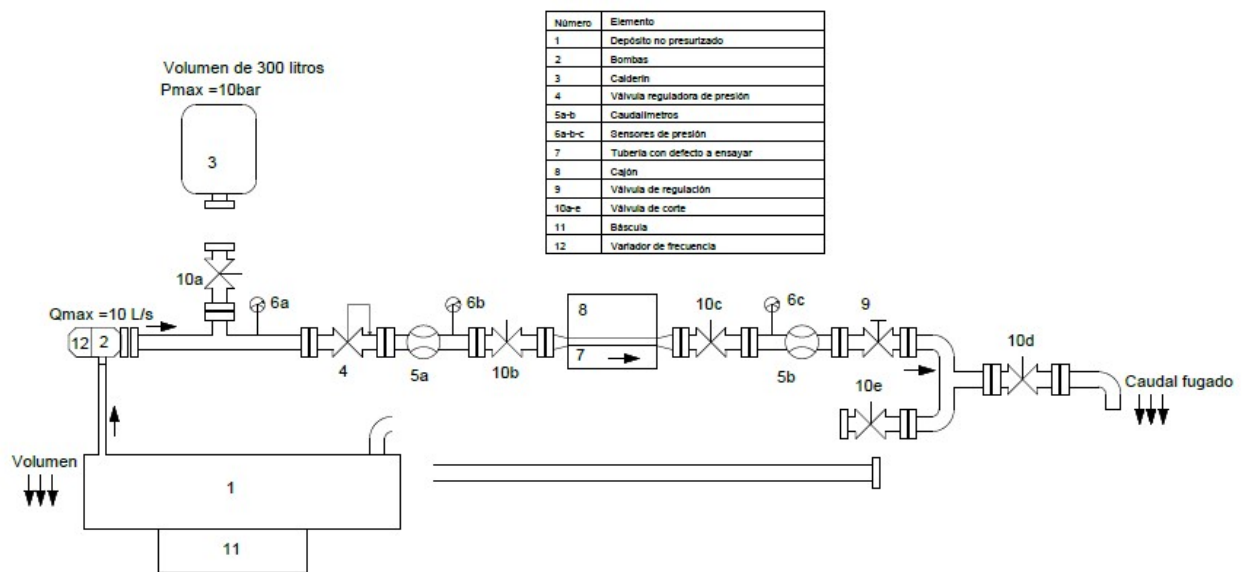 Número Elemento
1 Depósito no presurizado
2 Bombas
3 Calderín
4 Válvula reguladora de presión
5a-b Caudalímetros
6a-b-c Sensores de presión
7 Tubería con defecto a ensayar
8 Cajón
9 Válvula de regulación
10a-e Válvula de corte
11 Báscula
12 Variador de frecuencia
Volumen de 300 litros
Pmax =10bar
3
10a
6a
6b
8
10c
6c
9
Qmax =10 L/s
12 2
4
5a
10b
7
5b
10d
10e
Caudal fugado
Volumen
1
11